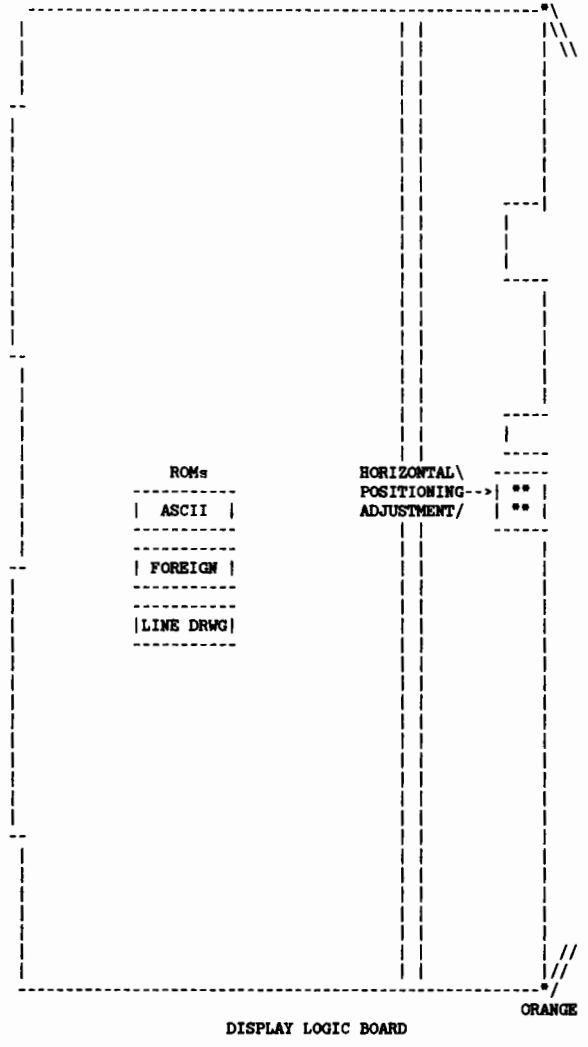 ROMs
ASCII
FOREIGN
LINE DRWG
HORIZONTAL
POSITIONING
ADJUSTMENT
ORANGE
DISPLAY LOGIC BOARD